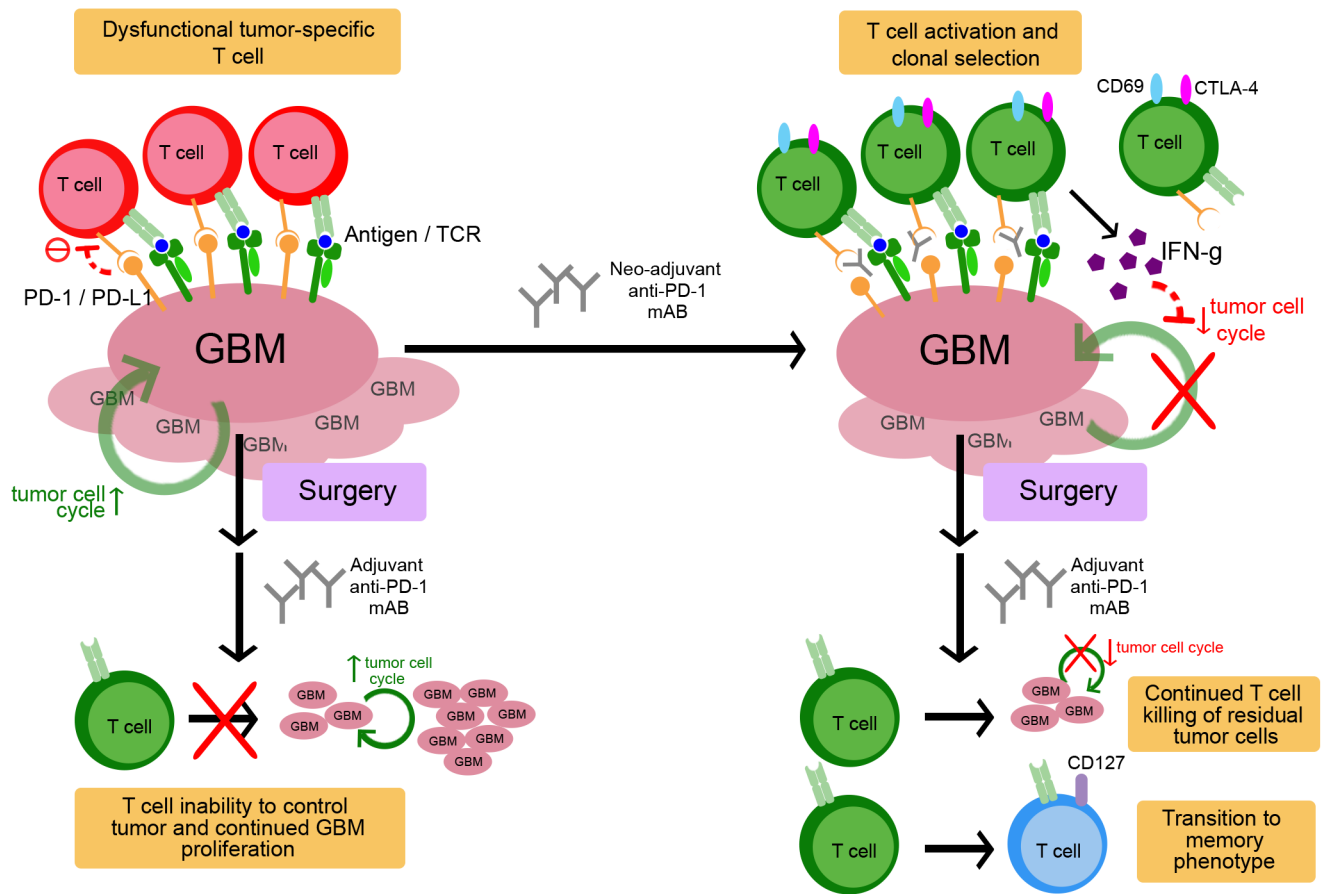 Dysfunctional tumor-specific
T cell
T cell
T cell
T cell
Antigen / TCR
PD-1 / PD-L1
GBM
GBM
GBM
GBM
GBM
GBM
tumor cell
cycle
Surgery
Adjuvant
anti-PD-1
mAB
T cell
tumor cell
cycle
GBM
GBM
GBM
GBM
GBM
GBM
GBM
GBM
GBM
GBM
GBM
T cell inability to control
tumor and continued GBM
proliferation
Neo-adjuvant
anti-PD-1
mAB
T cell activation and
clonal selection
CD69
CTLA-4
T cell
T cell
T cell
T cell
IFN-g
tumor cell
cycle
GBM
GBM
GBM
GBM
Surgery
Adjuvant
anti-PD-1
mAB
T cell
tumor cell cycle
GBM
GBM
GBM
Continued T cell
killing of residual
tumor cells
CD127
T cell
T cell
Transition to
memory
phenotype